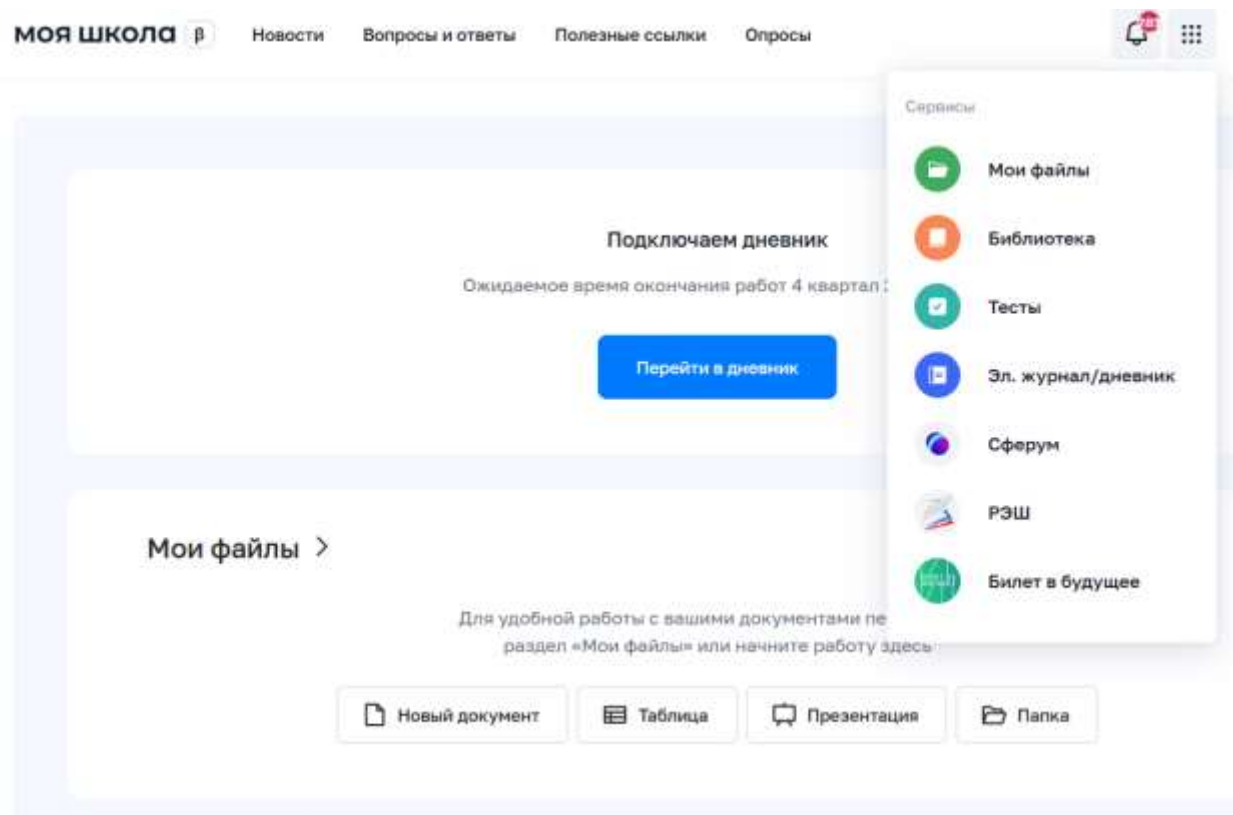 моя школа β
Новости
Вопросы и ответы
Полезные ссылки
Опросы
Сервисы
Мои файлы
Библиотека
Тесты
Эл. журнал/дневник
Сферум
РЭШ
Билет в будущее
Подключаем дневник
Ожидаемое время окончания работ 4 квартал
Перейти в дневник
Мои файлы >
Для удобной работы с вашими документами
раздел «Мои файлы» или начните работу здесь
Новый документ
Таблица
Презентация
Папка